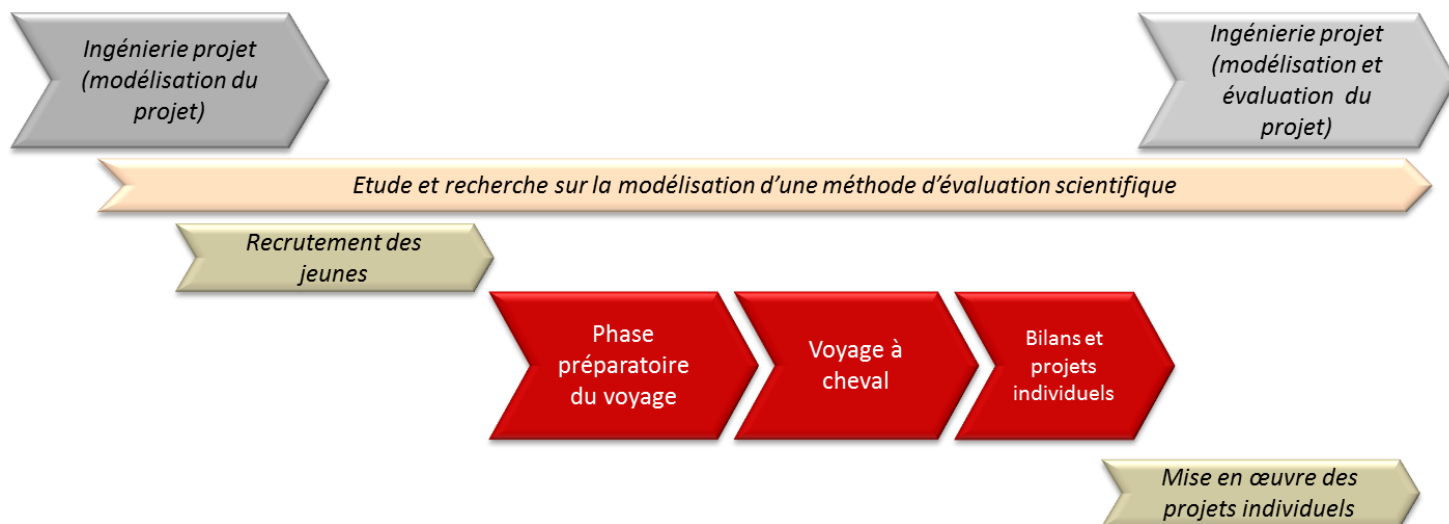 Ingénierie projet
(modélisation du
projet)
Ingénierie projet
(modélisation et
évaluation du
projet)
Etude et recherche sur la modélisation d’une méthode d’évaluation scientifique
Recrutement des
jeunes
Phase
préparatoire
du voyage
Voyage à
cheval
Bilans et
projets
individuels
Mise en œuvre des
projets individuels